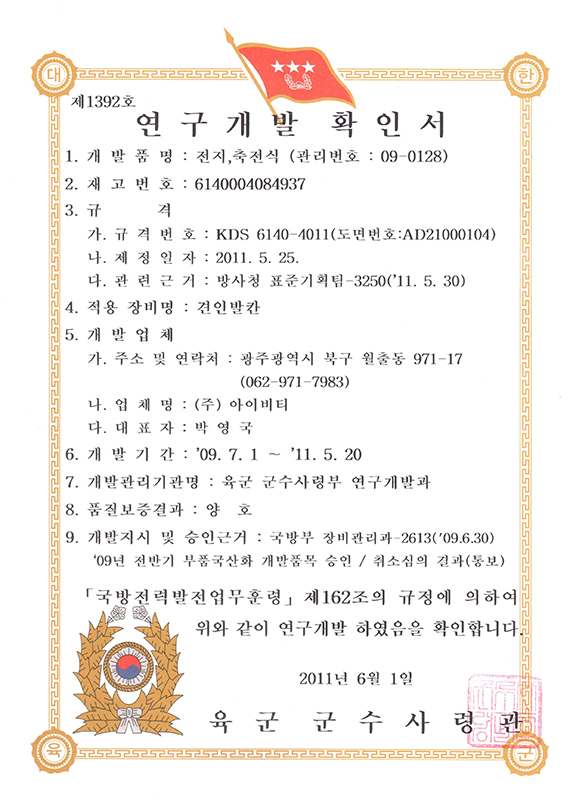 대 한
제1392호
연 구 개 발 확 인 서
1. 개 발 품 명 : 전지,축전식 (관리번호 : 09-0128)
2. 재 고 번 호 : 6140004084937
3. 규 격
가. 규 격 번 호 : KDS 6140-4011(도면번호:AD21000104)
나. 제 정 일 자 : 2011. 5. 25.
다. 관 련 근 거 : 방사청 표준기획팀-3250('11. 5. 30)
4. 적용 장비명 : 견인발칸
5. 개 발 업 체
가. 주소 및 연락처 : 광주광역시 북구 월출동 971-17
(062-971-7983)
나. 업 체 명 : (주) 아이비티
다. 대 표 자 : 박 영 국
6. 개 발 기 간 : '09. 7. 1 ~ '11. 5. 20
7. 개발관리기관명 : 육군 군수사령부 연구개발과
8. 품질보증결과 : 양 호
9. 개발지시 및 승인근거 : 국방부 장비관리과-2613('09.6.30)
'09년 전반기 부품국산화 개발품목 승인 / 취소심의 결과(통보)
「국방전력발전업무훈령」제162조의 규정에 의하여
위와 같이 연구개발 하였음을 확인합니다.
2011년 6월 1일
육 군 군 수 사 령 관
육 군